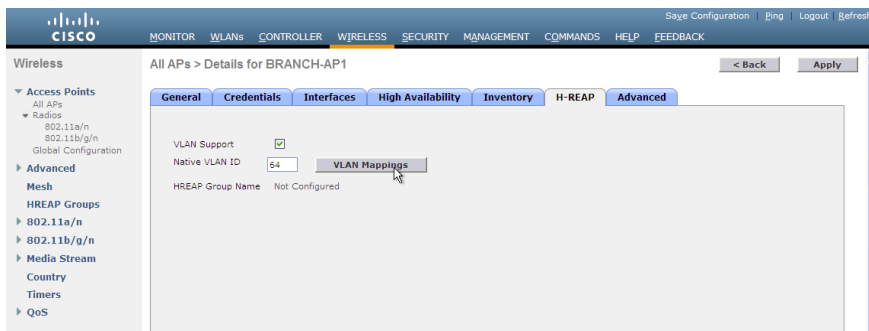 Save Configuration | Ping | Logout | Refresh
CISCO
MONITOR WLANs CONTROLLER WIRELESS SECURITY MANAGEMENT COMMANDS HELP FEEDBACK
Wireless
All APs > Details for BRANCH-AP1
< Back Apply
Access Points
All APs
Radios
802.11a/n
802.11b/g/n
Global Configuration
Advanced
Mesh
HREAP Groups
802.11a/n
802.11b/g/n
Media Stream
Country
Timers
QoS
General Credentials Interfaces High Availability Inventory H-REAP Advanced
VLAN Support
Native VLAN ID 64 VLAN Mappings
HREAP Group Name Not Configured